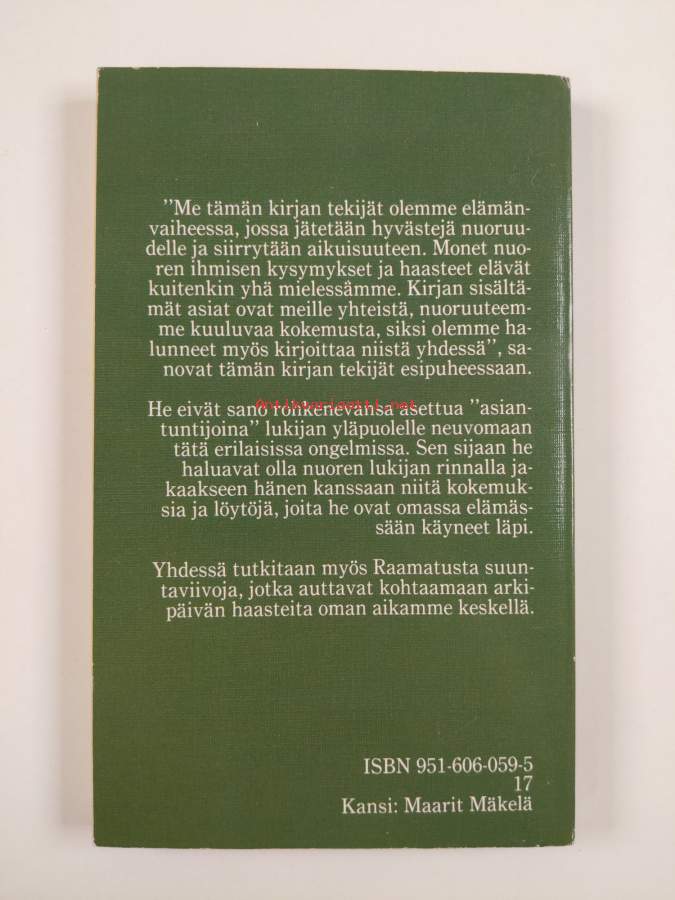 "Me tämän kirjan tekijät olemme elämän-
vaiheessa, jossa jätetään hyvästejä nuoruu-
delle ja siirrytään aikuisuuteen. Monet nuo-
ren ihmisen kysymykset ja haasteet elävät
kuitenkin yhä mielessämme. Kirjan sisältä-
mät asiat ovat meille yhteistä, nuoruuteem-
me kuuluvaa kokemusta, siksi olemme ha-
lunneet myös kirjoittaa niistä yhdessä", sa-
novat tämän kirjan tekijät esipuheessaan.
Antikvariaatti.net
He eivät sano rohkenevansa asettua "asian-
tuntijoina" lukijan yläpuolelle neuvomaan
tätä erilaisissa ongelmissa. Sen sijaan he
haluavat olla nuoren lukijan rinnalla ja-
kaakseen hänen kanssaan niitä kokemuk-
sia ja löytöjä, joita he ovat omassa elämäs-
sään käyneet läpi.
Yhdessä tutkitaan myös Raamatusta suun-
taviivoja, jotka auttavat kohtaamaan arki-
päivän haasteita oman aikamme keskellä.
ISBN 951-606-059-5
17
Kansi: Maarit Mäkelä